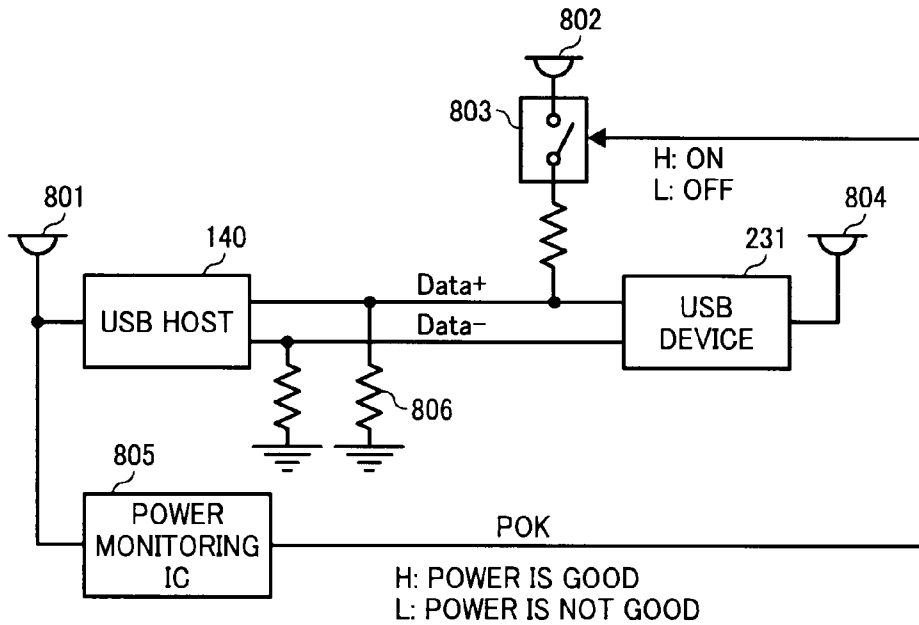 802
803
H: ON
L: OFF
801
804
140
231
USB HOST
Data+
Data−
USB
DEVICE
806
805
POWER
MONITORING
IC
POK
H: POWER IS GOOD
L: POWER IS NOT GOOD